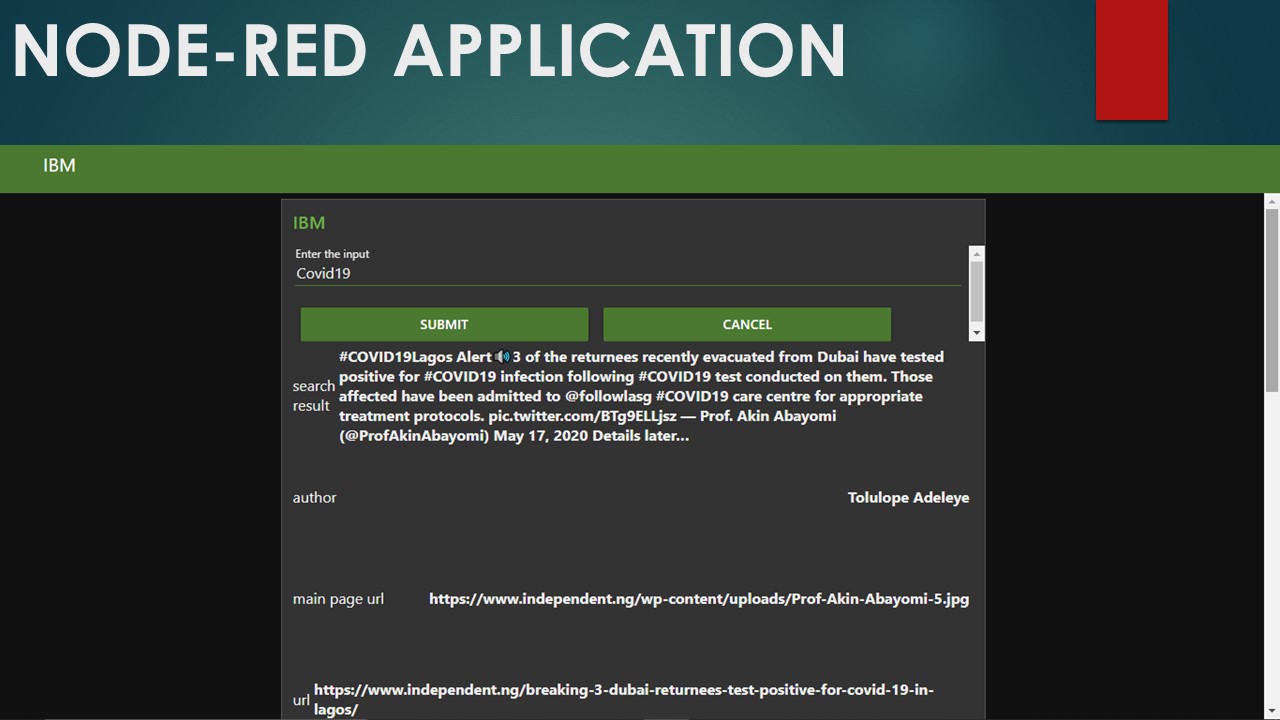 NODE-RED APPLICATION
IBM
IBM
Enter the input
Covid19
SUBMIT
CANCEL
search result
#COVID19Lagos Alert🔊3 of the returnees recently evacuated from Dubai have tested
positive for #COVID19 infection following #COVID19 test conducted on them. Those
affected have been admitted to @followlasg #COVID19 care centre for appropriate
treatment protocols. pic.twitter.com/BTg9ELLjsz — Prof. Akin Abayomi
(@ProfAkinAbayomi) May 17, 2020 Details later...
author
Tolulope Adeleye
main page url
https://www.independent.ng/wp-content/uploads/Prof-Akin-Abayomi-5.jpg
url
https://www.independent.ng/breaking-3-dubai-returnees-test-positive-for-covid-19-in-
lagos/